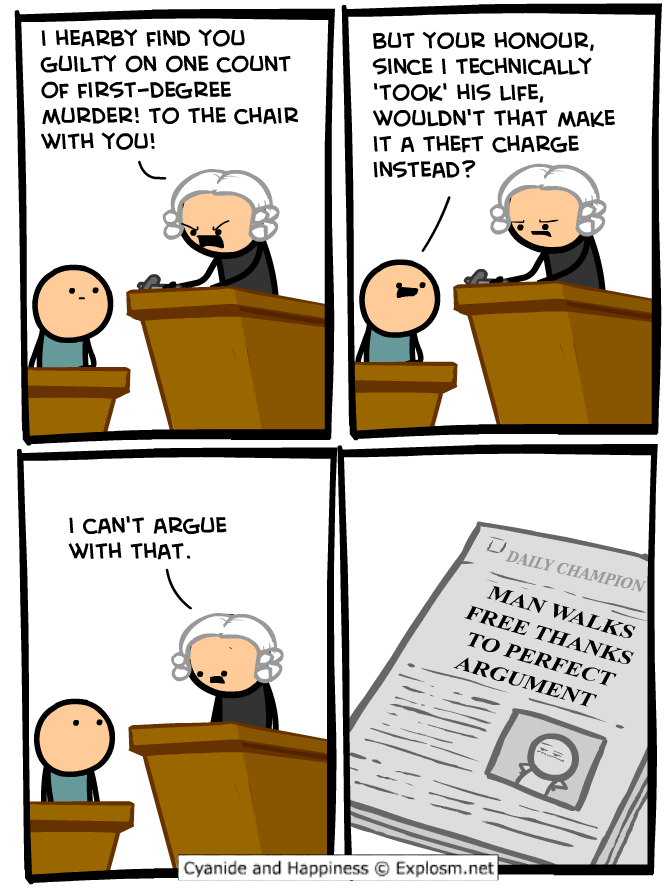 I HEARBY FIND YOU
GUILTY ON ONE COUNT
OF FIRST-DEGREE
MURDER! TO THE CHAIR
WITH YOU!
BUT YOUR HONOUR,
SINCE I TECHNICALLY
'TOOK' HIS LIFE,
WOULDN'T THAT MAKE
IT A THEFT CHARGE
INSTEAD?
I CAN'T ARGUE
WITH THAT.
DAILY CHAMPION
MAN WALKS
FREE THANKS
TO PERFECT
ARGUMENT
Cyanide and Happiness © Explosm.net